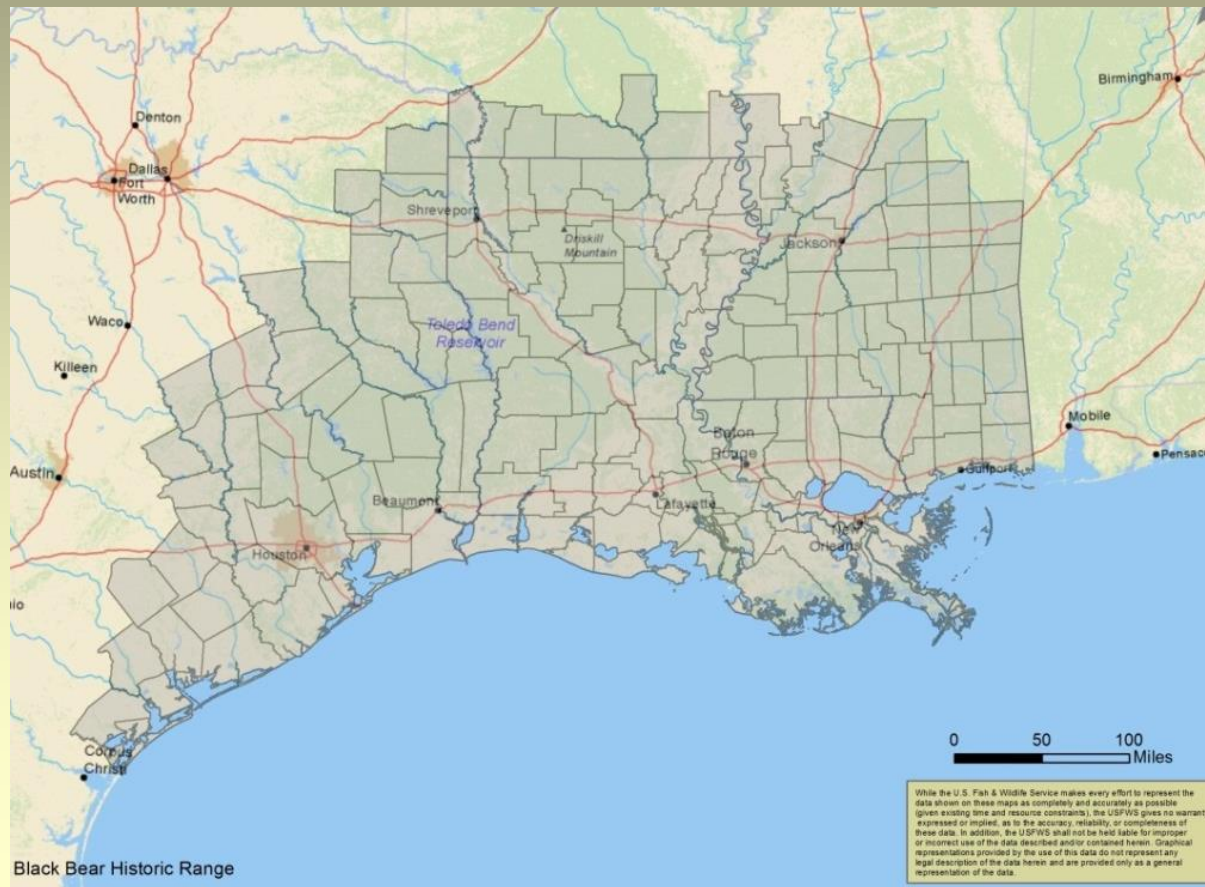 Birmingham
Denton
Dallas
Fort
Worth
Shreveport
Driskill
Mountain
Jackson
Waco
Toledo Bend
Reservoir
Killeen
Mobile
Baton
Rouge
Pensac
Austin
Gulfport
Beaumont
Lafayette
New
Orleans
Houston
io
Corpus
Christi
0 50 100
Miles
While the U.S. Fish & Wildlife Service makes every effort to represent the
data shown on these maps as completely and accurately as possible
(given existing time and resource constraints), the USFWS gives no warrant
expressed or implied, as to the accuracy, reliability, or completeness of
these data. In addition, the USFWS shall not be held liable for improper
or incorrect use of the data described and/or contained herein. Graphical
representations provided by the use of this data do not represent any
legal description of the data herein and are provided only as a general
representation of the data.
Black Bear Historic Range